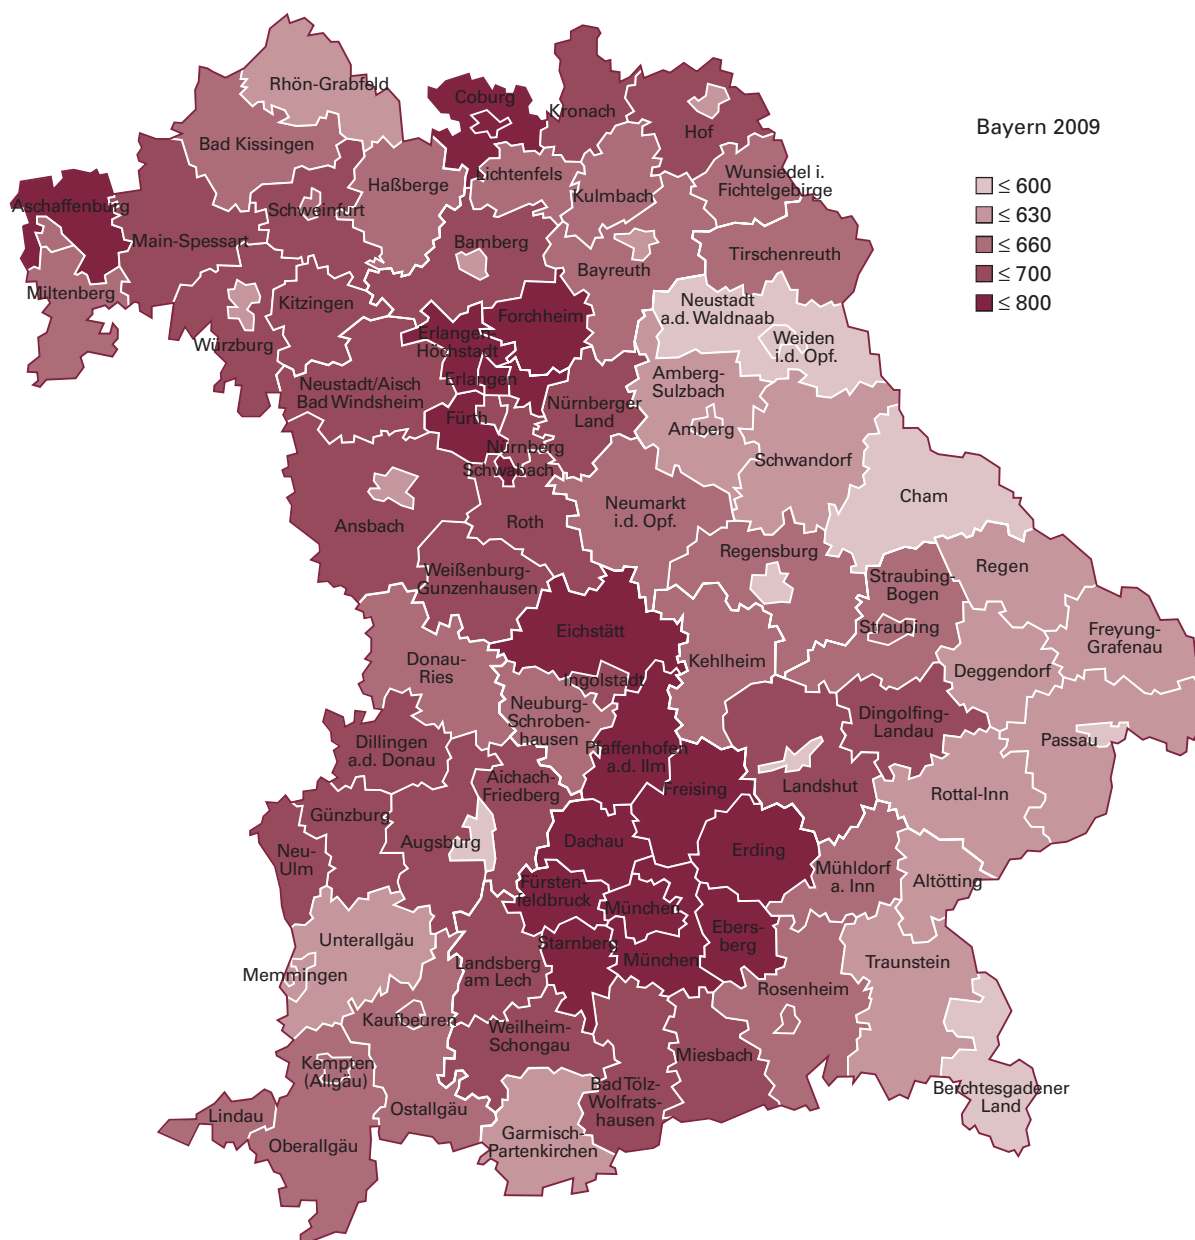 Bayern 2009
≤ 600
≤ 630
≤ 660
≤ 700
≤ 800
Rhön-Grabfeld
Coburg
Kronach
Hof
Bad Kissingen
Lichtenfels
Haßberge
Kulmbach
Wunsiedel i.
Fichtelgebirge
Aschaffenburg
Schweinfurt
Main-Spessart
Bamberg
Bayreuth
Tirschenreuth
Miltenberg
Kitzingen
Neustadt
a.d. Waldnaab
Forchheim
Würzburg
Erlangen-
Höchstadt
Weiden
i.d. Opf.
Erlangen
Neustadt/Aisch
Bad Windsheim
Amberg-
Sulzbach
Nürnberger
Land
Fürth
Amberg
Nürnberg
Schwabach
Schwandorf
Cham
Ansbach
Roth
Neumarkt
i.d. Opf.
Regensburg
Weißenburg-
Gunzenhausen
Straubing-
Bogen
Regen
Eichstätt
Straubing
Freyung-
Grafenau
Donau-
Ries
Kehlheim
Deggendorf
Ingolstadt
Neuburg-
Schroben-
hausen
Dingolfing-
Landau
Passau
Dillingen
a.d. Donau
Pfaffenhofen
a.d. Ilm
Aichach-
Friedberg
Freising
Landshut
Rottal-Inn
Günzburg
Augsburg
Dachau
Erding
Neu-
Ulm
Mühldorf
a. Inn
Altötting
Fürsten-
feldbruck
München
Ebers-
berg
Unterallgäu
Starnberg
Landsberg
am Lech
München
Traunstein
Memmingen
Rosenheim
Kaufbeuren
Weilheim-
Schongau
Miesbach
Kempten
(Allgäu)
Bad Tölz-
Wolfrats-
hausen
Berchtesgadener
Land
Lindau
Ostallgäu
Oberallgäu
Garmisch-
Partenkirchen